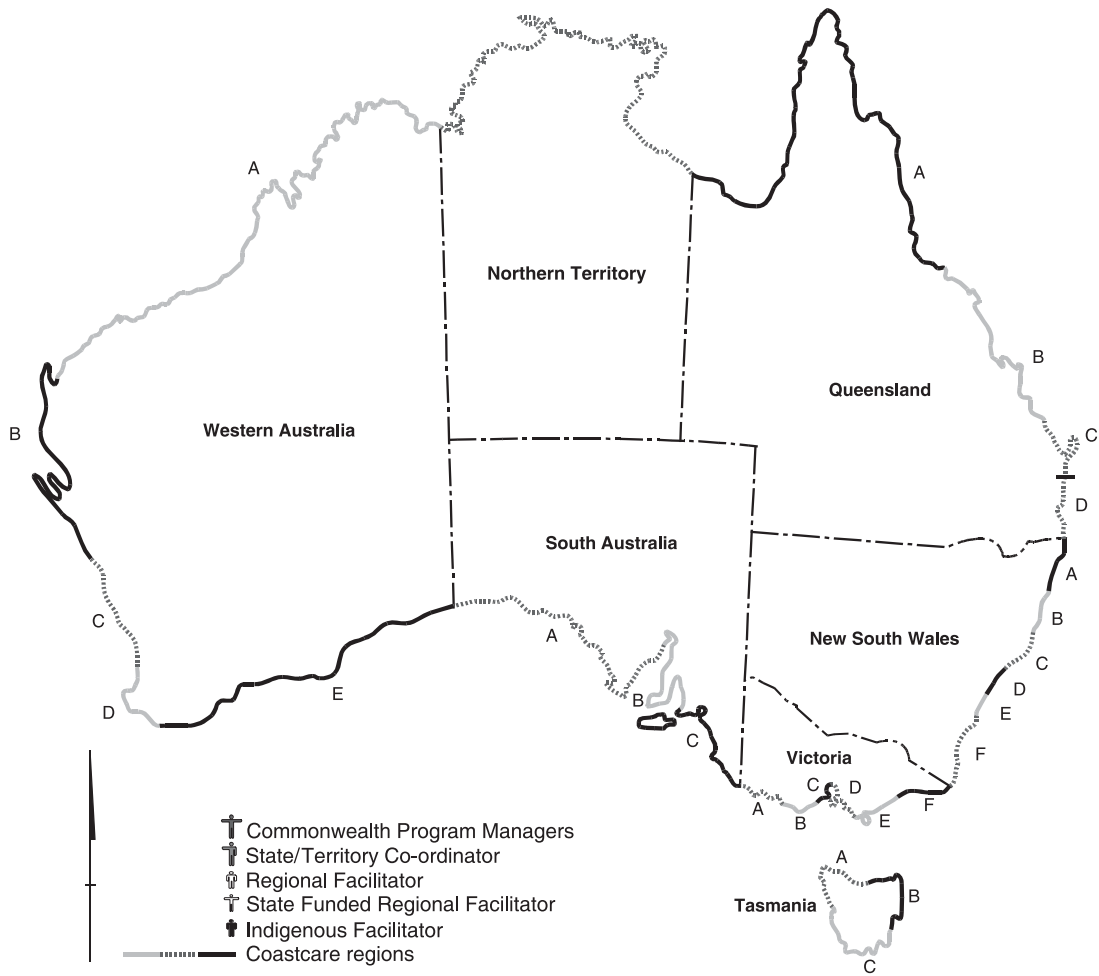 A
A
Northern Territory
B
Queensland
B
Western Australia
C
D
South Australia
A
C
A
B
New South Wales
E
B
C
D
D
C
E
F
Victoria
C
D
A
B
E
F
Commonwealth Program Managers
State/Territory Co-ordinator
Regional Facilitator
State Funded Regional Facilitator
Indigenous Facilitator
Coastcare regions
A
Tasmania
B
C